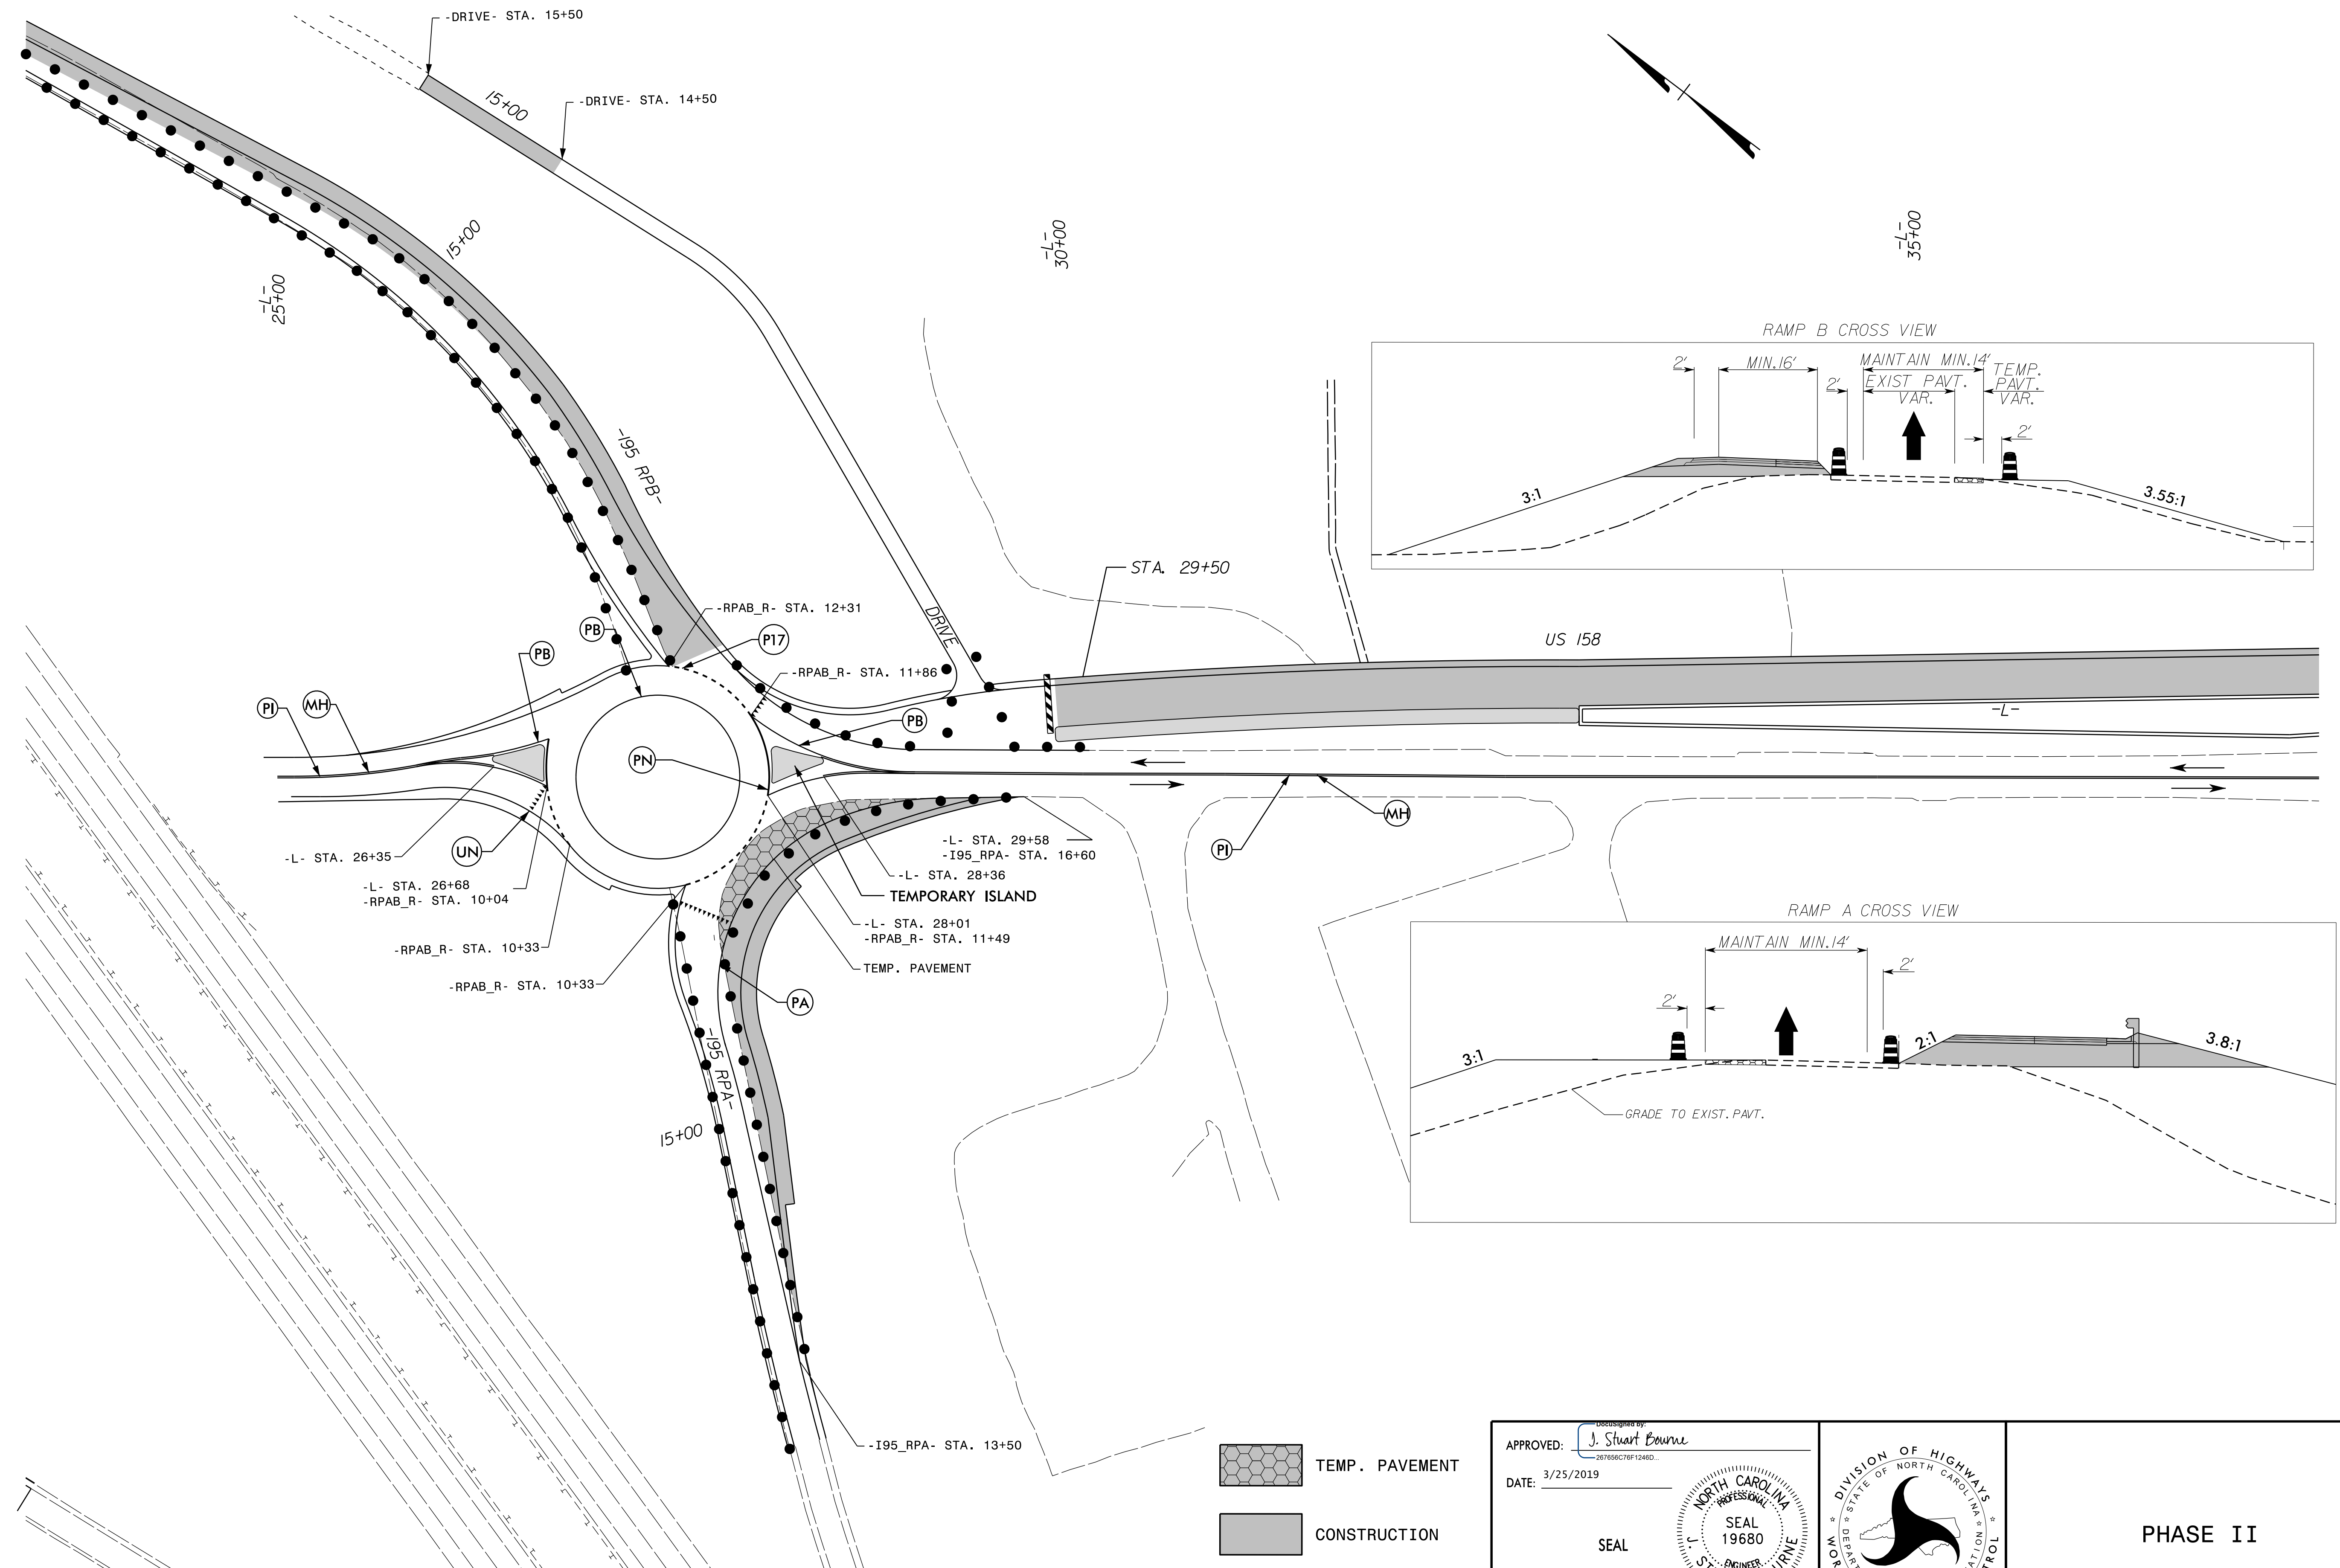 -DRIVE- STA. 15+50
15+00
-DRIVE- STA. 14+50
15+00
-L-
25+00
-L-
30+00
-L-
35+00
-I95 RPB-
DRIVE
STA. 29+50
US 158
-L-
-RPAB_R- STA. 12+31
PB
P17
PB
-RPAB_R- STA. 11+86
PI
MH
PB
PN
MH
PI
UN
-L- STA. 26+35
-L- STA. 26+68
-RPAB_R- STA. 10+04
-RPAB_R- STA. 10+33
-RPAB_R- STA. 10+33
-L- STA. 29+58
-I95_RPA- STA. 16+60
-L- STA. 28+36
TEMPORARY ISLAND
-L- STA. 28+01
-RPAB_R- STA. 11+49
TEMP. PAVEMENT
PA
-I95 RPA-
15+00
-I95_RPA- STA. 13+50
RAMP B CROSS VIEW
2'
MIN.16'
2'
MAINTAIN MIN.14'
EXIST PAVT.
VAR.
TEMP.
PAVT.
VAR.
2'
3:1
3.55:1
RAMP A CROSS VIEW
MAINTAIN MIN.14'
2'
2'
3:1
2:1
3.8:1
GRADE TO EXIST.PAVT.
TEMP. PAVEMENT
CONSTRUCTION
DocuSigned by:
APPROVED: J. Stuart Bourne
267656C76F1246D...
DATE: 3/25/2019
SEAL
NORTH CAROLINA
PROFESSIONAL
SEAL
19680
ENGINEER
DIVISION OF HIGHWAYS
STATE OF NORTH CAROLINA
PHASE II